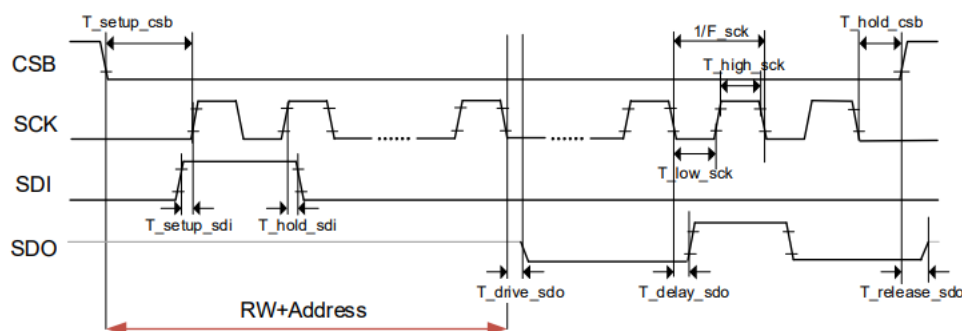 T_setup_csb
T_hold_csb
1/F_sck
CSB
T_high_sck
SCK
......
......
T_low_sck
SDI
T_setup_sdi
T_hold_sdi
SDO
T_drive_sdo
T_delay_sdo
T_release_sdo
RW+Address